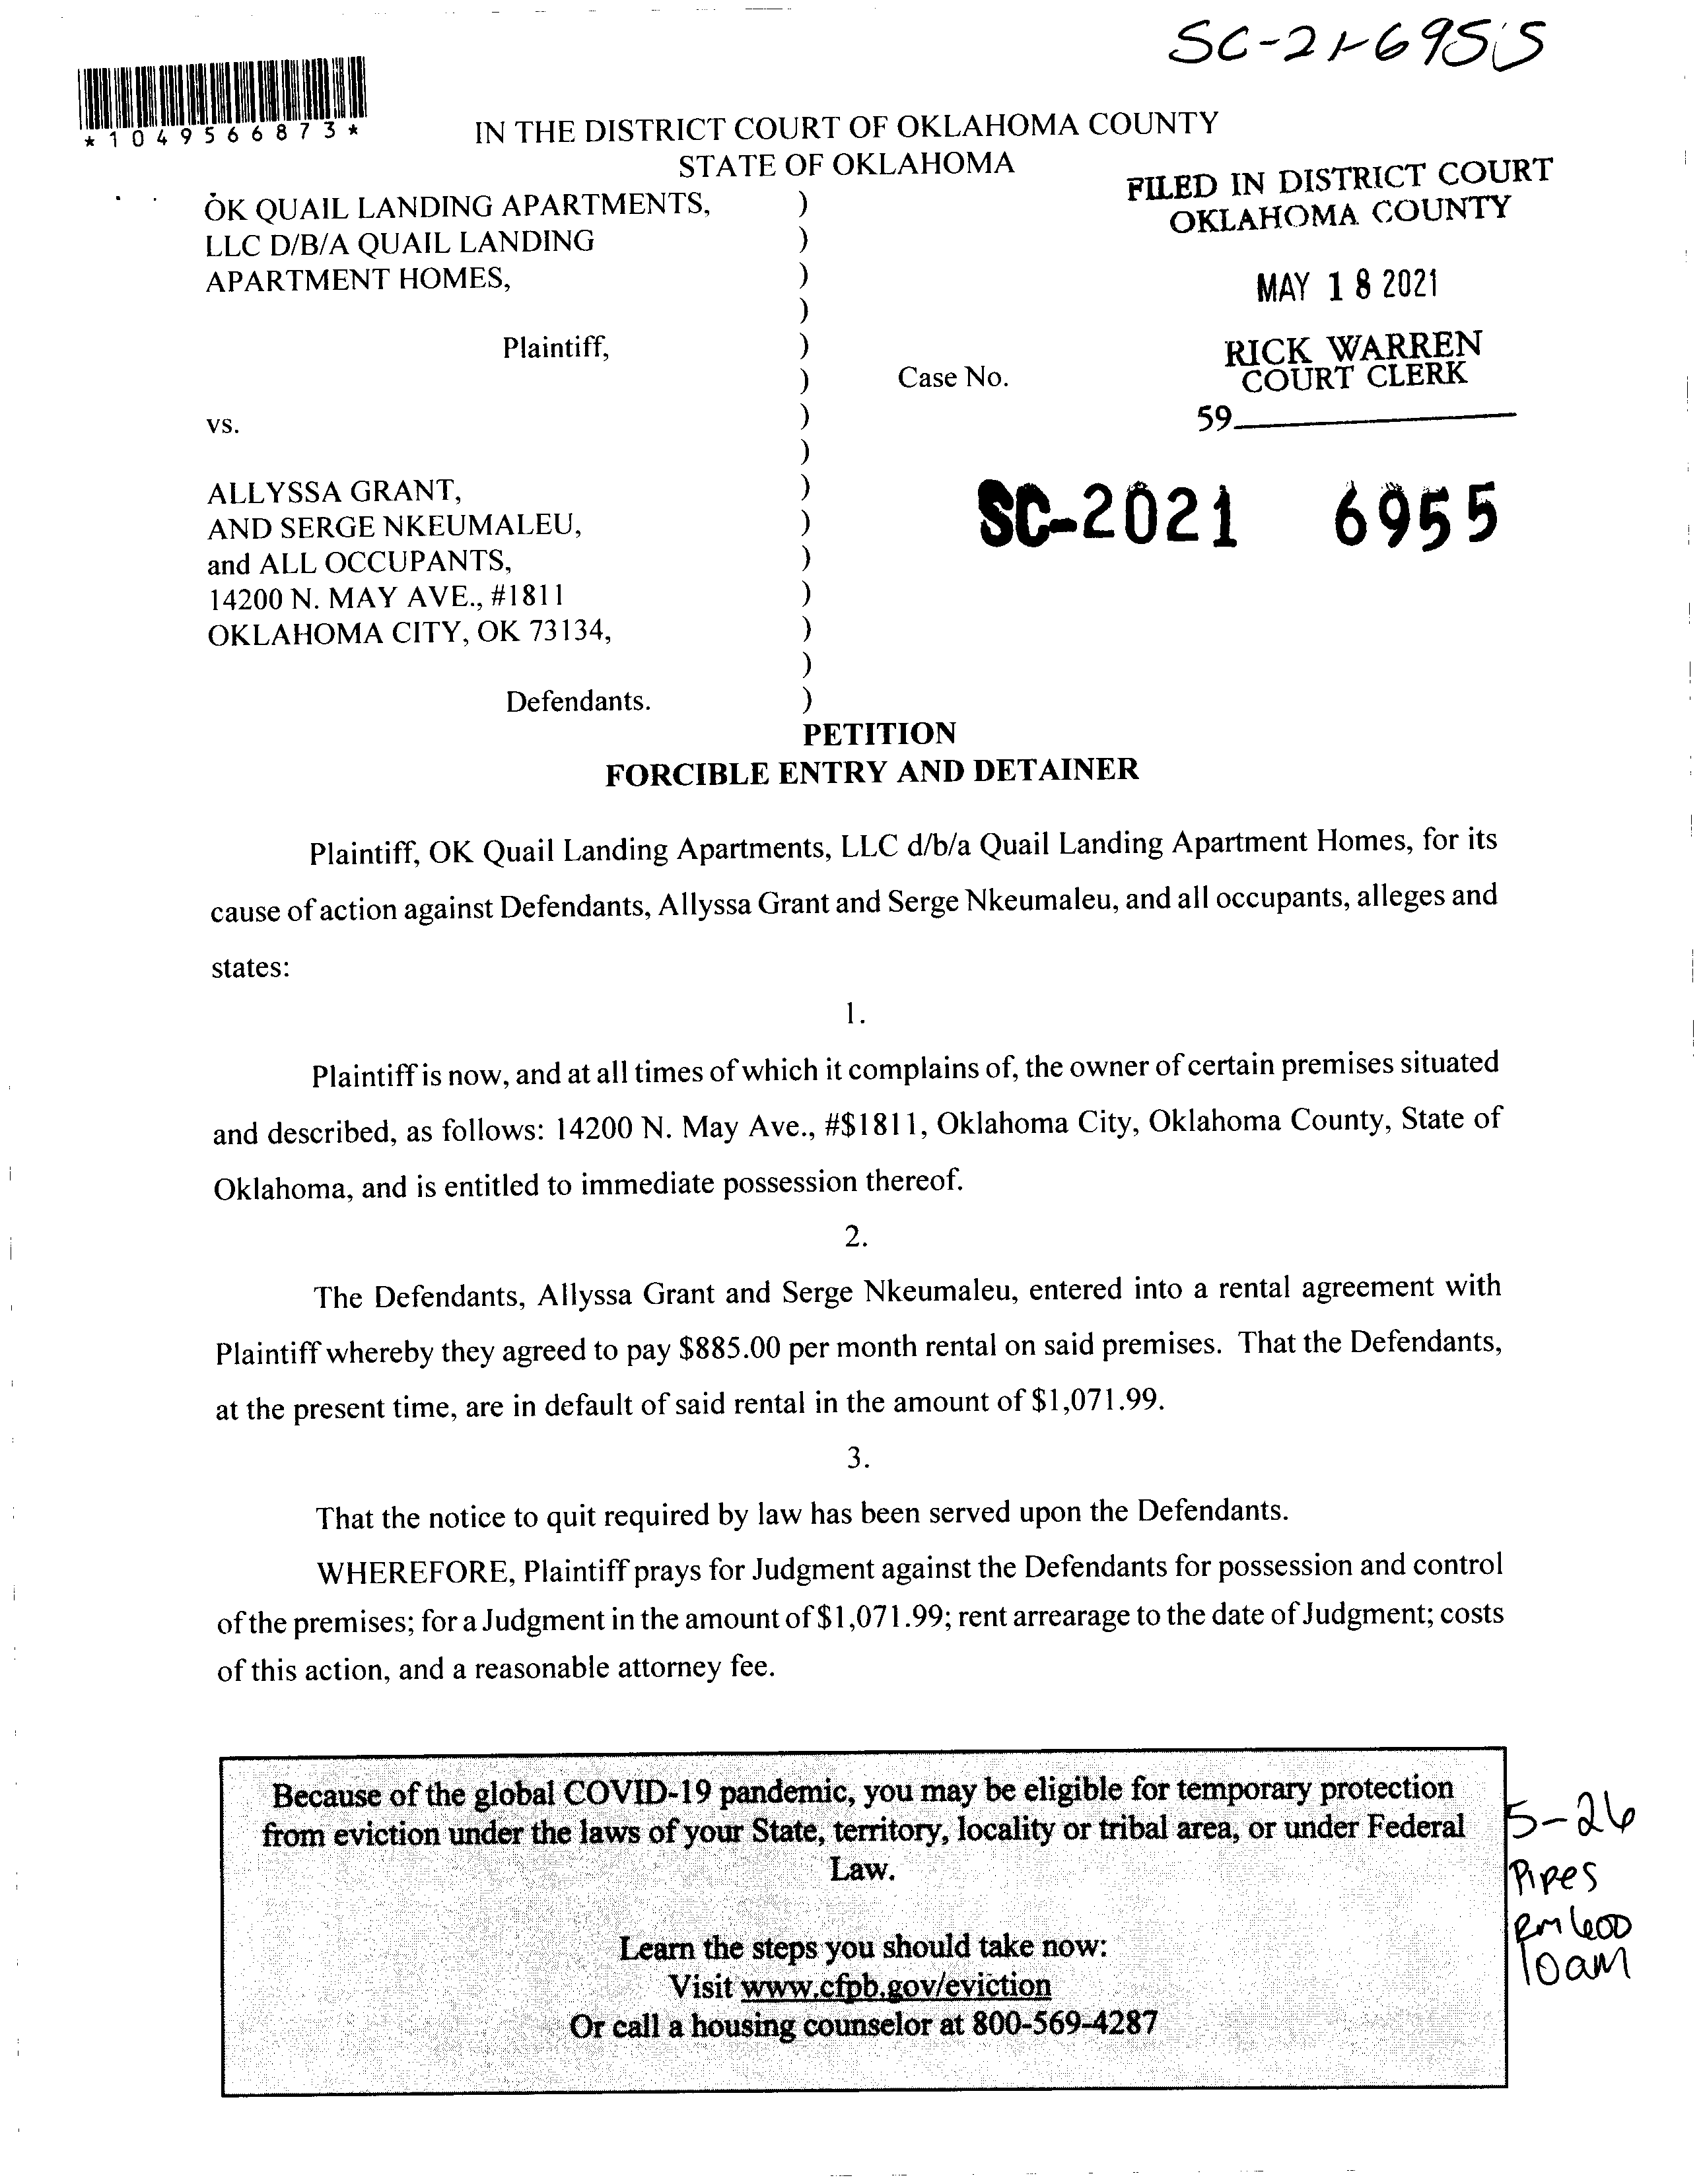 SC-21-6955
*1049566873*
IN THE DISTRICT COURT OF OKLAHOMA COUNTY
STATE OF OKLAHOMA
FILED IN DISTRICT COURT
OKLAHOMA COUNTY
MAY 18 2021
RICK WARREN
COURT CLERK
59
OK QUAIL LANDING APARTMENTS, )
LLC D/B/A QUAIL LANDING )
APARTMENT HOMES, )
)
Plaintiff, )
) Case No.
vs. )
)
ALLYSSA GRANT, )
AND SERGE NKEUMALEU, )
and ALL OCCUPANTS, )
14200 N. MAY AVE., #1811 )
OKLAHOMA CITY, OK 73134, )
)
Defendants. )
SC-2021 6955
PETITION
FORCIBLE ENTRY AND DETAINER
Plaintiff, OK Quail Landing Apartments, LLC d/b/a Quail Landing Apartment Homes, for its
cause of action against Defendants, Allyssa Grant and Serge Nkeumaleu, and all occupants, alleges and
states:
1.
Plaintiff is now, and at all times of which it complains of, the owner of certain premises situated
and described, as follows: 14200 N. May Ave., #$1811, Oklahoma City, Oklahoma County, State of
Oklahoma, and is entitled to immediate possession thereof.
2.
The Defendants, Allyssa Grant and Serge Nkeumaleu, entered into a rental agreement with
Plaintiff whereby they agreed to pay $885.00 per month rental on said premises. That the Defendants,
at the present time, are in default of said rental in the amount of $1,071.99.
3.
That the notice to quit required by law has been served upon the Defendants.
WHEREFORE, Plaintiff prays for Judgment against the Defendants for possession and control
of the premises; for a Judgment in the amount of $1,071.99; rent arrearage to the date of Judgment; costs
of this action, and a reasonable attorney fee.
Because of the global COVID-19 pandemic, you may be eligible for temporary protection
from eviction under the laws of your State, territory, locality or tribal area, or under Federal
Law.
Learn the steps you should take now:
Visit www.cfpb.gov/eviction
Or call a housing counselor at 800-569-4287
5-26
Pipes
Rm 600
10am